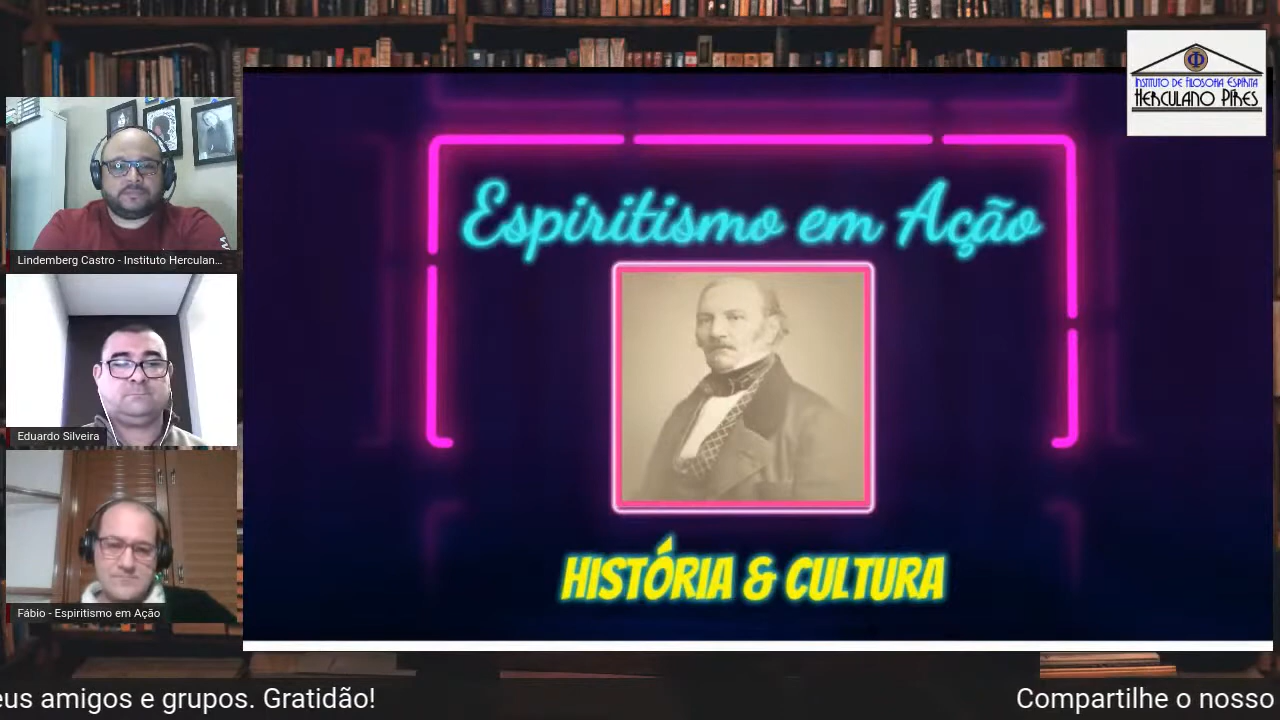 INSTITUTO DE FILOSOFIA ESPÍRITA
HERCULANO PIRES
Espiritismo em Ação
HISTÓRIA & CULTURA
Lindemberg Castro - Instituto Herculan...
Eduardo Silveira
Fábio - Espiritismo em Ação
eus amigos e grupos. Gratidão!
Compartilhe o nosso